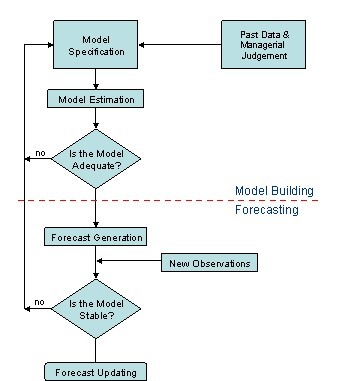 Model
Specification
Past Data &
Managerial
Judgement
Model Estimation
Is the Model
Adequate?
no
Model Building
Forecasting
Forecast Generation
New Observations
Is the Model
Stable?
no
Forecast Updating